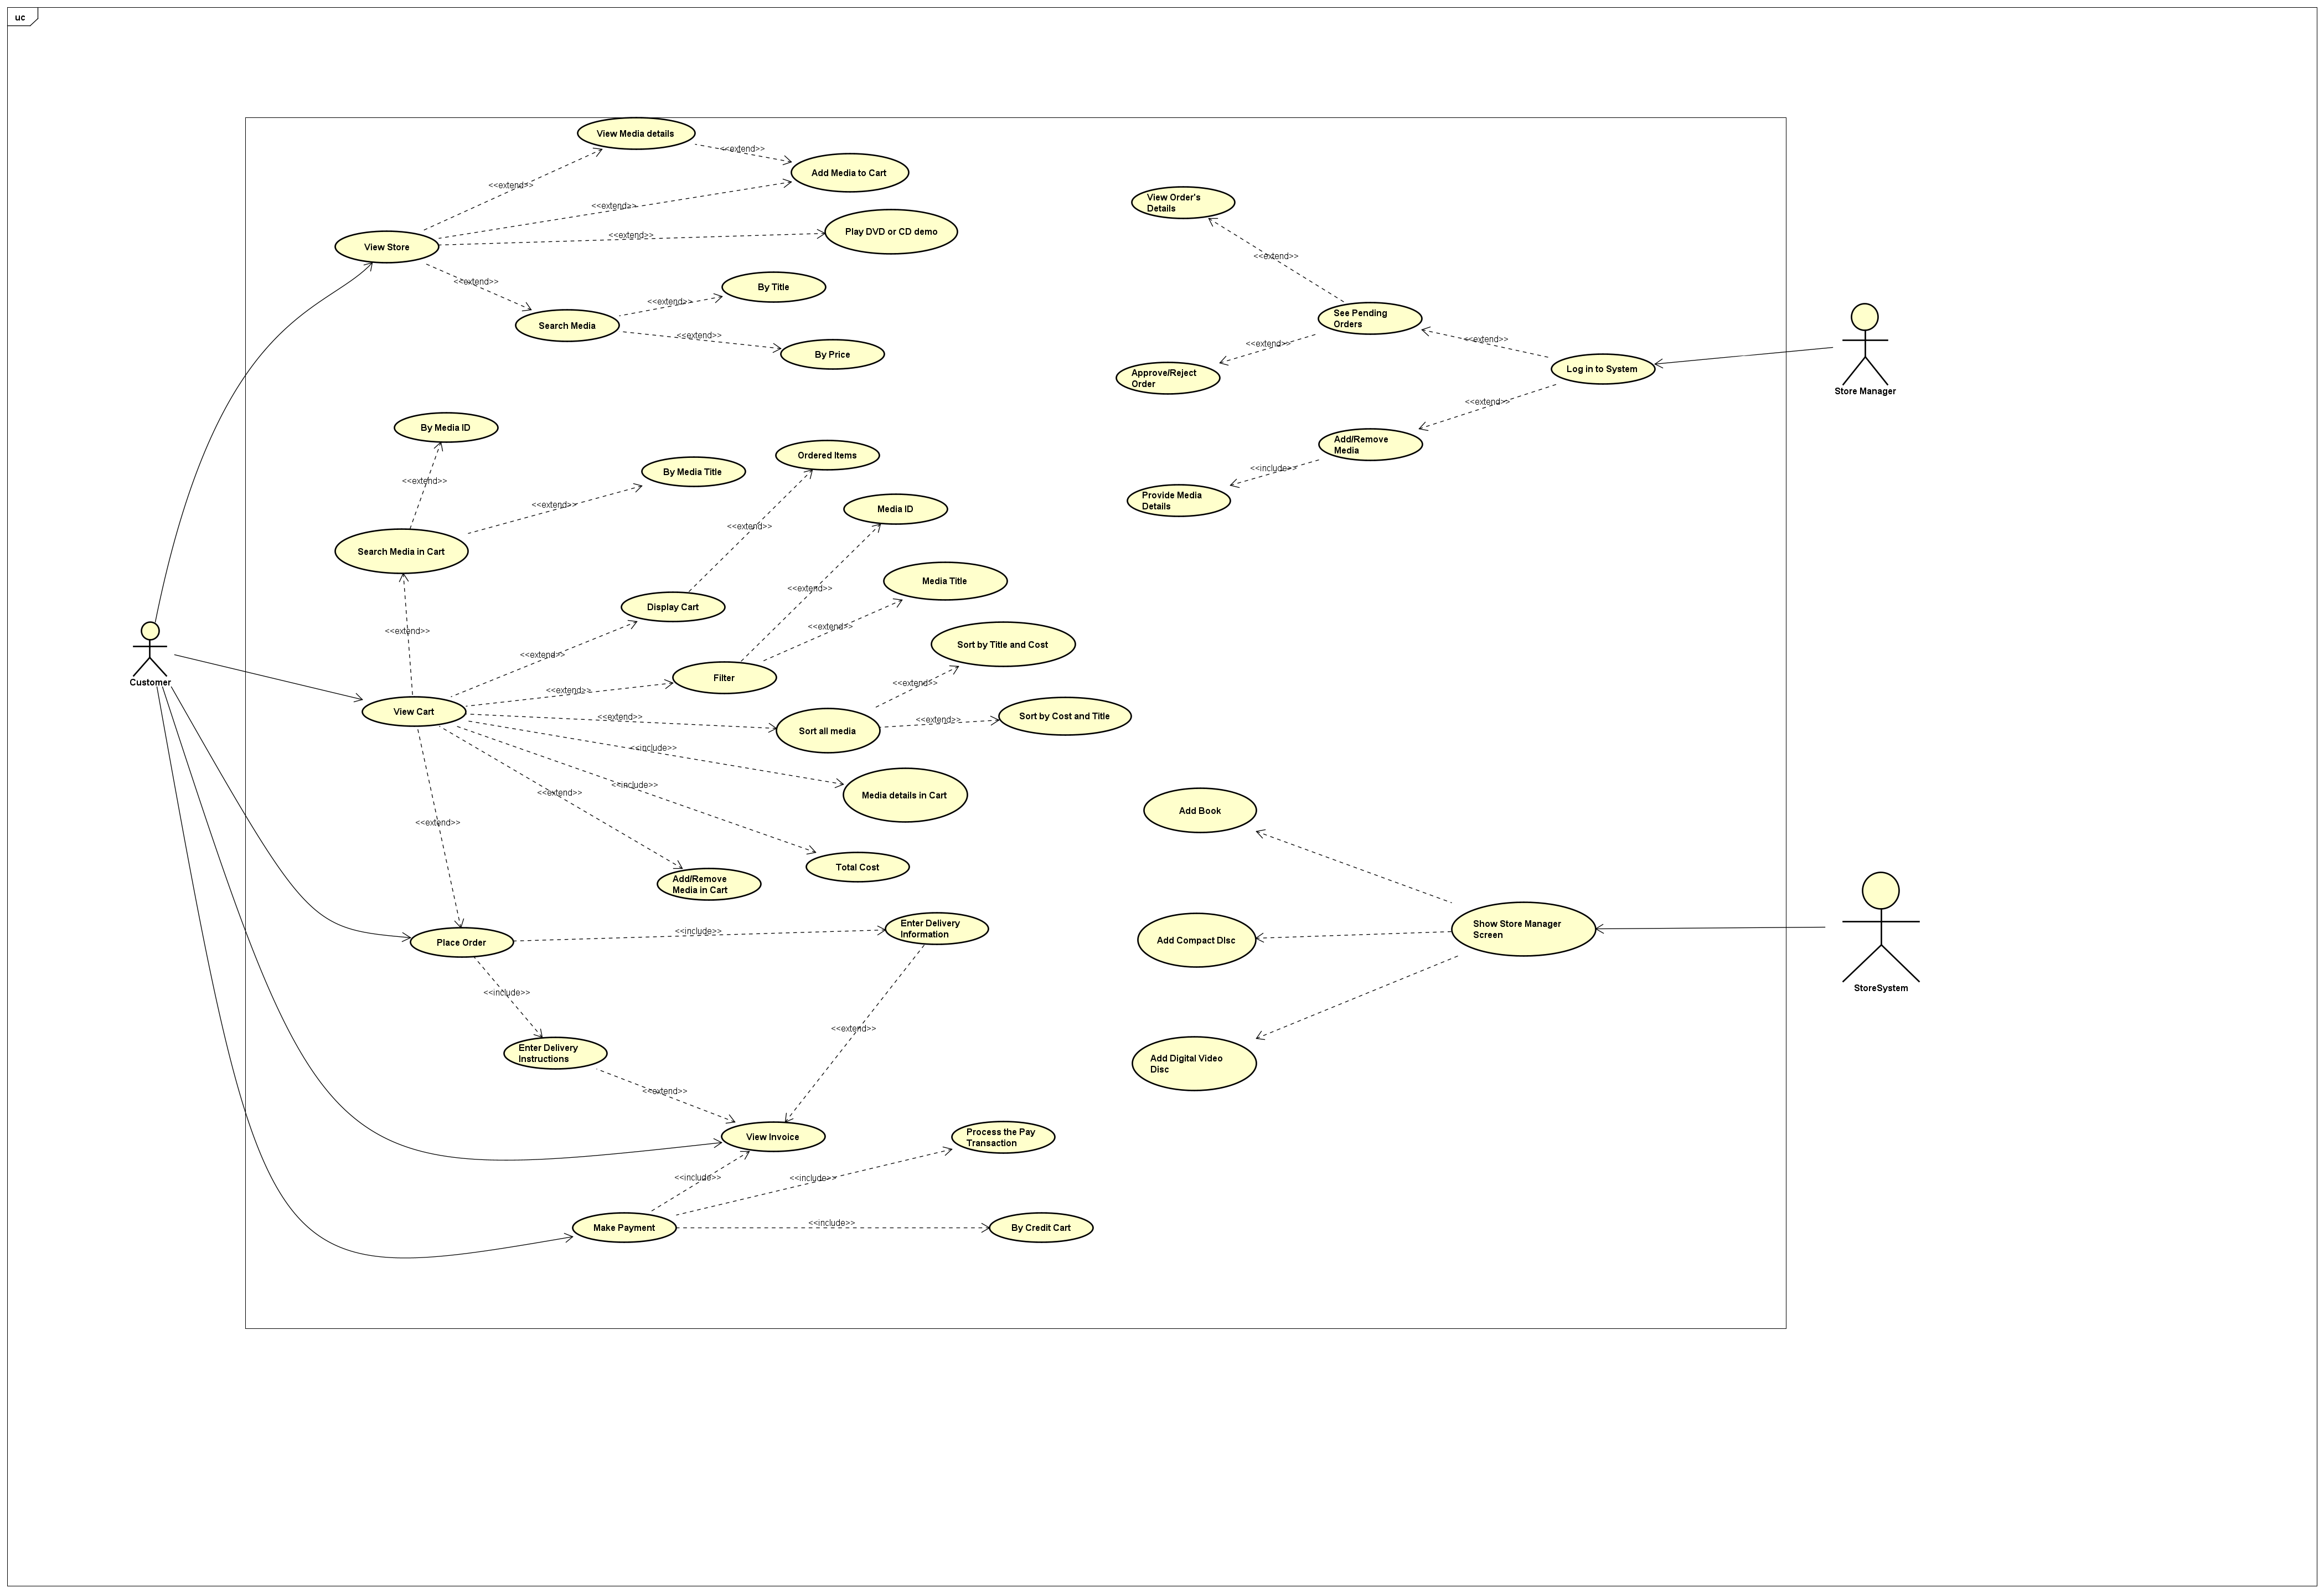 uc
View Media details
<<extend>>
Add Media to Cart
<<extend>>
View Order's
Details
<<extend>>
Play DVD or CD demo
<<extend>>
View Store
<<extend>>
<<extend>>
By Title
<<extend>>
Search Media
<<extend>>
By Price
See Pending
Orders
<<extend>>
<<extend>>
Log in to System
Approve/Reject
Order
Store Manager
<<extend>>
By Media ID
Add/Remove
Media
Ordered Items
By Media Title
<<include>>
<<extend>>
Provide Media
Details
<<extend>>
Media ID
<<extend>>
Search Media in Cart
Media Title
<<extend>>
Display Cart
<<extend>>
<<extend>>
Sort by Title and Cost
<<extend>>
Filter
Customer
<<extend>>
<<extend>>
View Cart
<<extend>>
<<extend>>
Sort by Cost and Title
Sort all media
<<include>>
<<include>>
<<extend>>
Media details in Cart
Add Book
<<extend>>
Total Cost
Add/Remove
Media in Cart
Enter Delivery
Information
<<include>>
Place Order
Add Compact DIsc
Show Store Manager
Screen
StoreSystem
<<include>>
<<extend>>
Enter Delivery
Instructions
Add Digital Video
Disc
<<extend>>
View Invoice
Process the Pay
Transaction
<<include>>
<<include>>
Make Payment
<<include>>
By Credit Cart